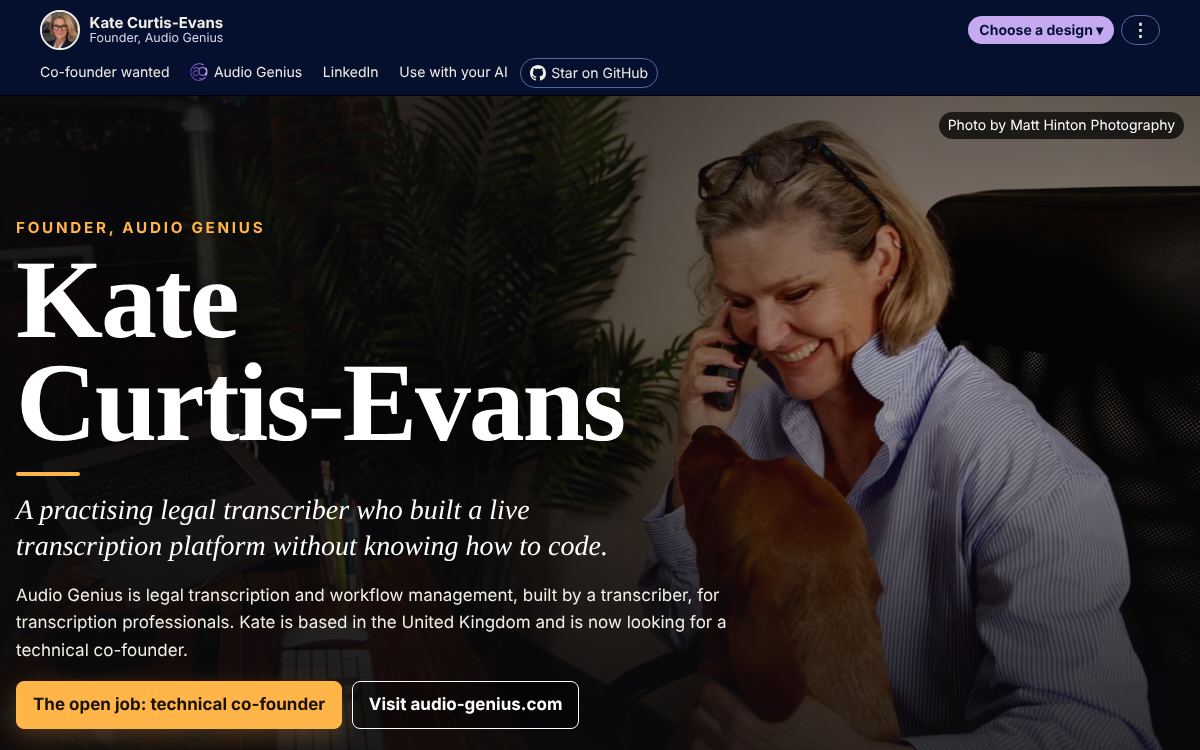 Kate Curtis-Evans
Founder, Audio Genius
Choose a design ▾
⋮
Co-founder wanted
Audio Genius
LinkedIn
Use with your AI
Star on GitHub
Photo by Matt Hinton Photography
FOUNDER, AUDIO GENIUS
Kate
Curtis-Evans
A practising legal transcriber who built a live
transcription platform without knowing how to code.
Audio Genius is legal transcription and workflow management, built by a transcriber, for
transcription professionals. Kate is based in the United Kingdom and is now looking for a
technical co-founder.
The open job: technical co-founder
Visit audio-genius.com